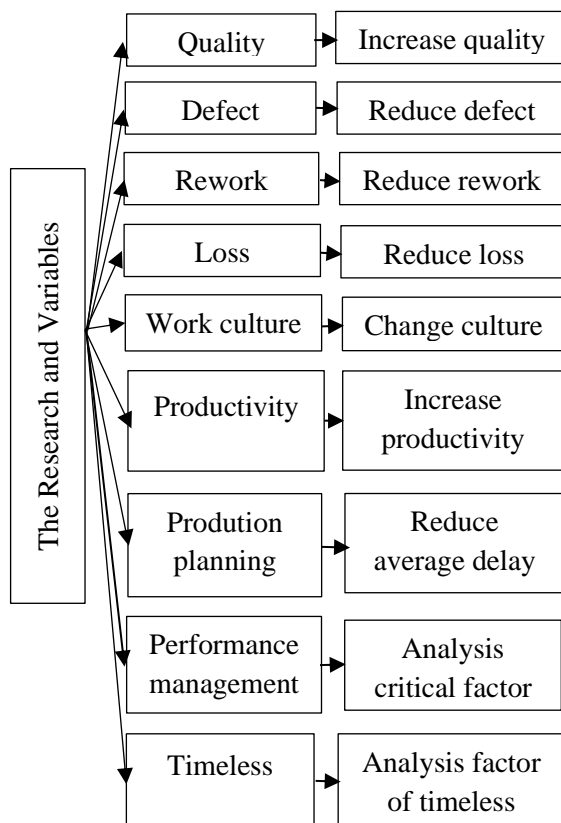 The Research and Variables
Quality
Increase quality
Defect
Reduce defect
Rework
Reduce rework
Loss
Reduce loss
Work culture
Change culture
Productivity
Increase
productivity
Prodution
planning
Reduce
average delay
Performance
management
Analysis
critical factor
Timeless
Analysis factor
of timeless